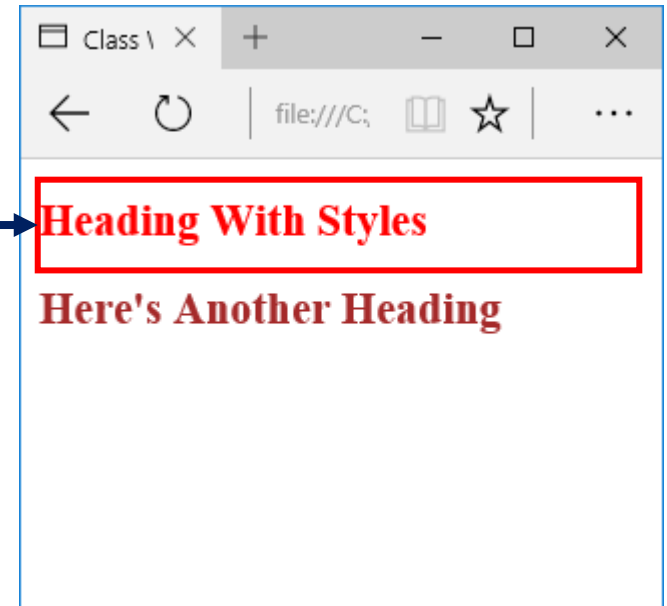 Class \
file:///C:
Heading With Styles
Here's Another Heading